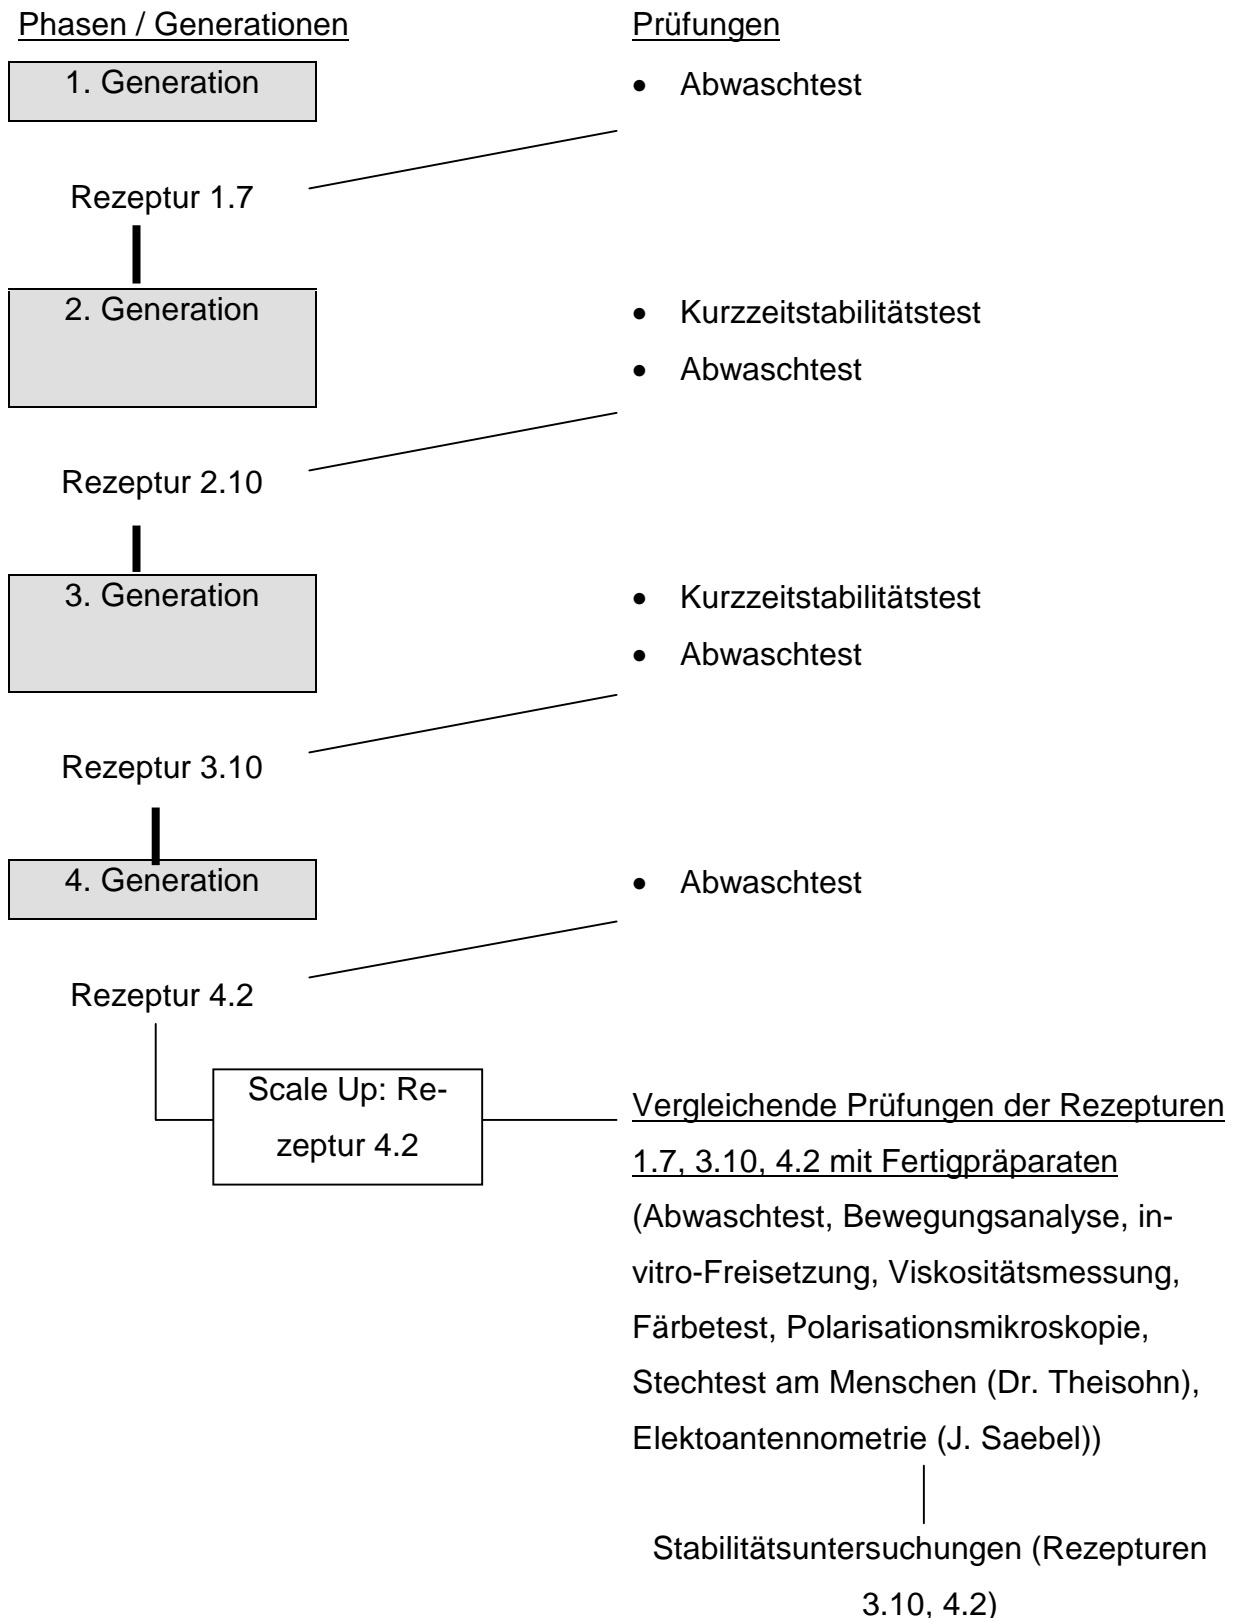 Phasen / Generationen
Prüfungen
1. Generation
• Abwaschtest
Rezeptur 1.7
2. Generation
• Kurzzeitstabilitätstest
• Abwaschtest
Rezeptur 2.10
3. Generation
• Kurzzeitstabilitätstest
• Abwaschtest
Rezeptur 3.10
4. Generation
• Abwaschtest
Rezeptur 4.2
Scale Up: Re-
zeptur 4.2
Vergleichende Prüfungen der Rezepturen
1.7, 3.10, 4.2 mit Fertigpräparaten
(Abwaschtest, Bewegungsanalyse, in-
vitro-Freisetzung, Viskositätsmessung,
Färbetest, Polarisationsmikroskopie,
Stechtest am Menschen (Dr. Theisohn),
Elektoantennometrie (J. Saebel))
Stabilitätsuntersuchungen (Rezepturen
3.10, 4.2)